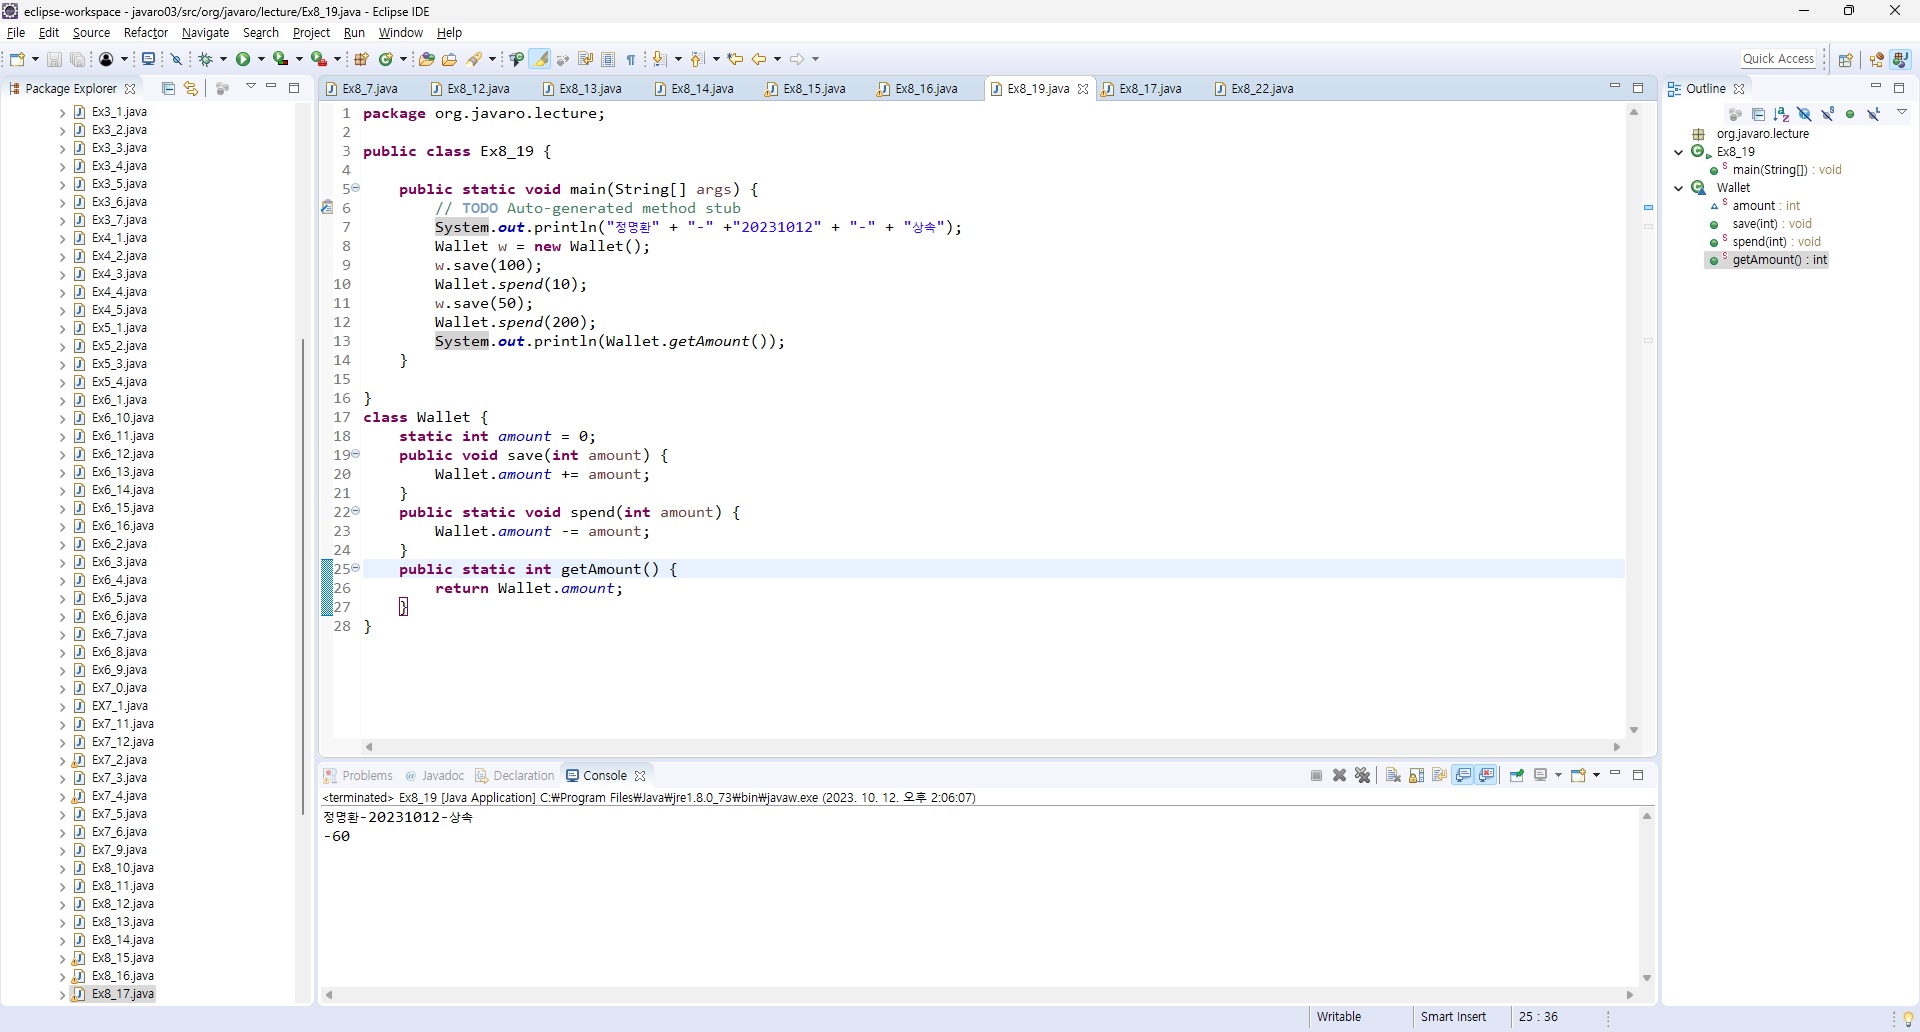 eclipse-workspace - javaro03/src/org/javaro/lecture/Ex8_19.java - Eclipse IDE
File Edit Source Refactor Navigate Search Project Run Window Help
Quick Access
Package Explorer
Ex3_1.java
Ex3_2.java
Ex3_3.java
Ex3_4.java
Ex3_5.java
Ex3_6.java
Ex3_7.java
Ex4_1.java
Ex4_2.java
Ex4_3.java
Ex4_4.java
Ex4_5.java
Ex5_1.java
Ex5_2.java
Ex5_3.java
Ex5_4.java
Ex6_1.java
Ex6_10.java
Ex6_11.java
Ex6_12.java
Ex6_13.java
Ex6_14.java
Ex6_15.java
Ex6_16.java
Ex6_2.java
Ex6_3.java
Ex6_4.java
Ex6_5.java
Ex6_6.java
Ex6_7.java
Ex6_8.java
Ex6_9.java
Ex7_0.java
EX7_1.java
Ex7_11.java
Ex7_12.java
Ex7_2.java
Ex7_3.java
Ex7_4.java
Ex7_5.java
Ex7_6.java
Ex7_9.java
Ex8_10.java
Ex8_11.java
Ex8_12.java
Ex8_13.java
Ex8_14.java
Ex8_15.java
Ex8_16.java
Ex8_17.java
Ex8_7.java Ex8_12.java Ex8_13.java Ex8_14.java Ex8_15.java Ex8_16.java Ex8_19.java Ex8_17.java Ex8_22.java
1 package org.javaro.lecture;
2
3 public class Ex8_19 {
4
5 public static void main(String[] args) {
6 // TODO Auto-generated method stub
7 System.out.println("정명환" + "-" +"20231012" + "-" + "상속");
8 Wallet w = new Wallet();
9 w.save(100);
10 Wallet.spend(10);
11 w.save(50);
12 Wallet.spend(200);
13 System.out.println(Wallet.getAmount());
14 }
15
16 }
17 class Wallet {
18 static int amount = 0;
19 public void save(int amount) {
20 Wallet.amount += amount;
21 }
22 public static void spend(int amount) {
23 Wallet.amount -= amount;
24 }
25 public static int getAmount() {
26 return Wallet.amount;
27 }
28 }
Problems @ Javadoc Declaration Console
<terminated> Ex8_19 [Java Application] C:₩Program Files₩Java₩jre1.8.0_73₩bin₩javaw.exe (2023. 10. 12. 오후 2:06:07)
정명환-20231012-상속
-60
Outline
org.javaro.lecture
Ex8_19
main(String[]) : void
Wallet
amount : int
save(int) : void
spend(int) : void
getAmount() : int
Writable Smart Insert 25 : 36